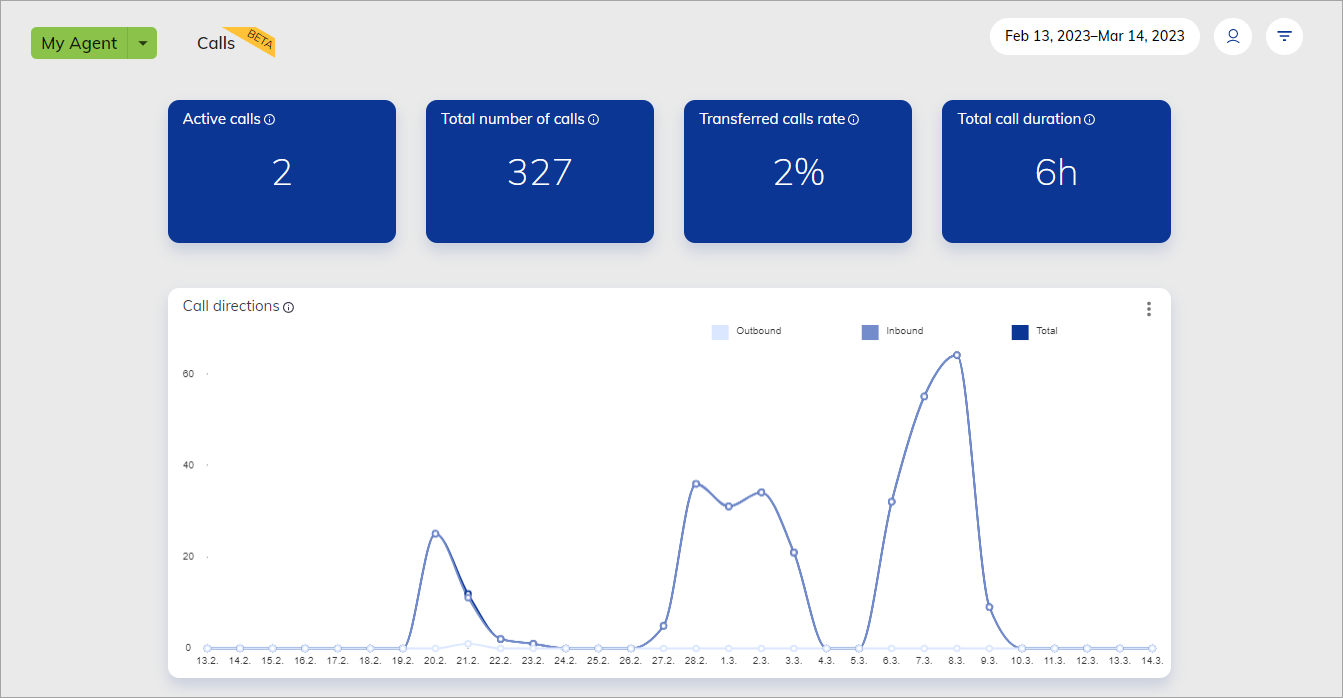 My Agent
Calls
BETA
Feb 13, 2023–Mar 14, 2023
Active calls
2
Total number of calls
327
Transferred calls rate
2%
Total call duration
6h
Call directions
Outbound Inbound Total
60
40
20
0
13.2. 14.2. 15.2. 16.2. 17.2. 18.2. 19.2. 20.2. 21.2. 22.2. 23.2. 24.2. 25.2. 26.2. 27.2. 28.2. 1.3. 2.3. 3.3. 4.3. 5.3. 6.3. 7.3. 8.3. 9.3. 10.3. 11.3. 12.3. 13.3. 14.3.